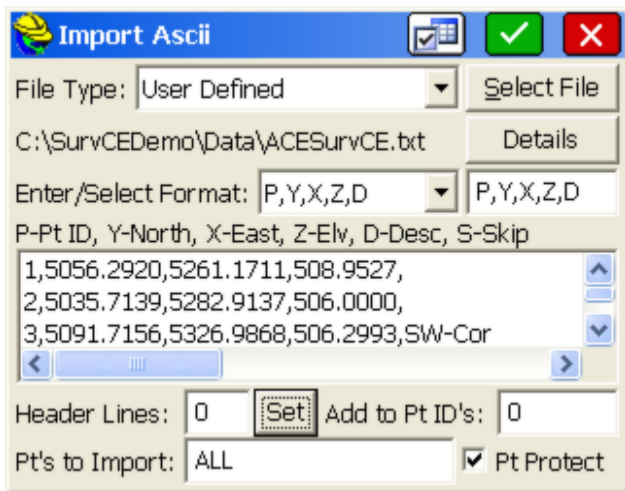 Import Ascii
File Type: User Defined Select File
C:\SurvCEDemo\Data\ACESurvCE.txt Details
Enter/Select Format: P,Y,X,Z,D P,Y,X,Z,D
P-Pt ID, Y-North, X-East, Z-Elv, D-Desc, S-Skip
1,5056.2920,5261.1711,508.9527,
2,5035.7139,5282.9137,506.0000,
3,5091.7156,5326.9868,506.2993,SW-Cor
Header Lines: 0 Set Add to Pt ID's: 0
Pt's to Import: ALL Pt Protect